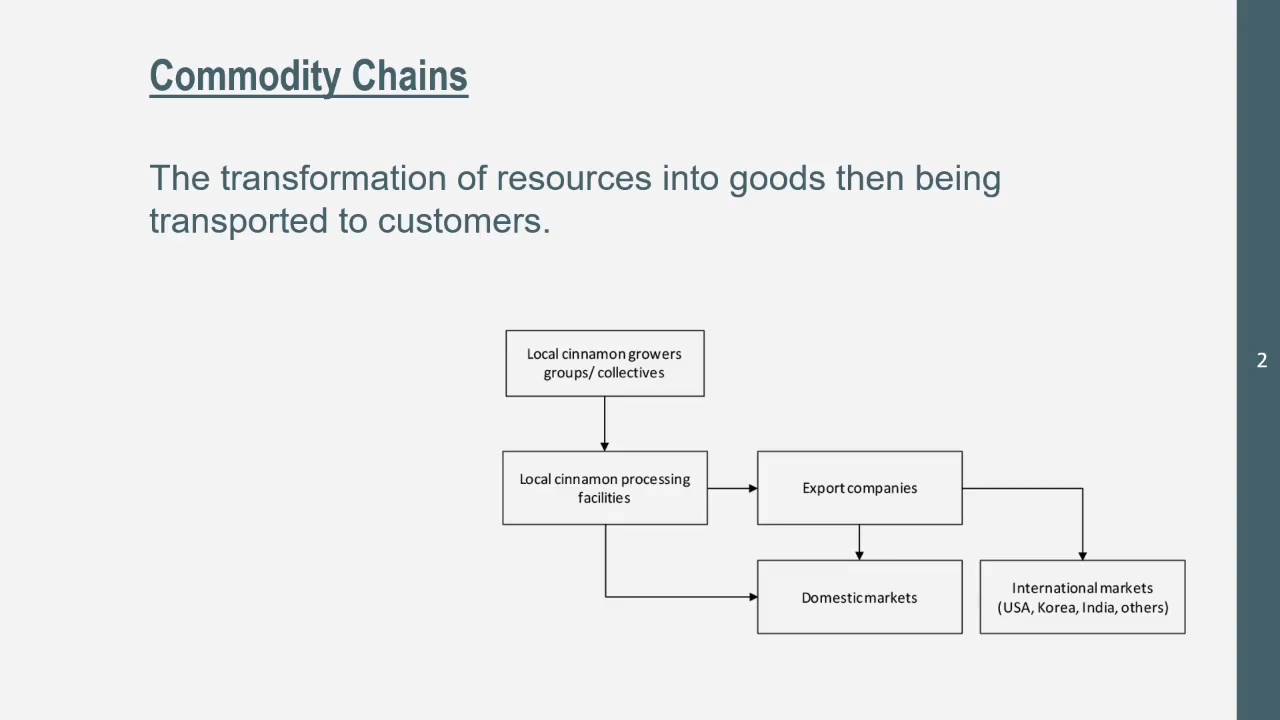 Commodity Chains
The transformation of resources into goods then being
transported to customers.
Local cinnamon growers
groups/ collectives
Local cinnamon processing
facilities
Export companies
2
Domestic markets
International markets
(USA, Korea, India, others)